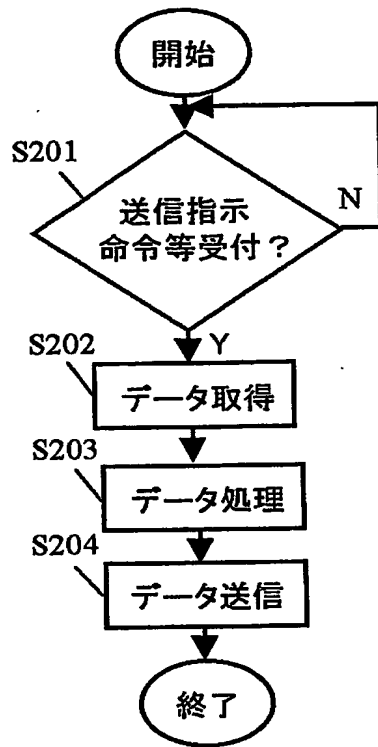 開始
S201
送信指示
命令等受付?
N
Y
S202
データ取得
S203
データ処理
S204
データ送信
終了